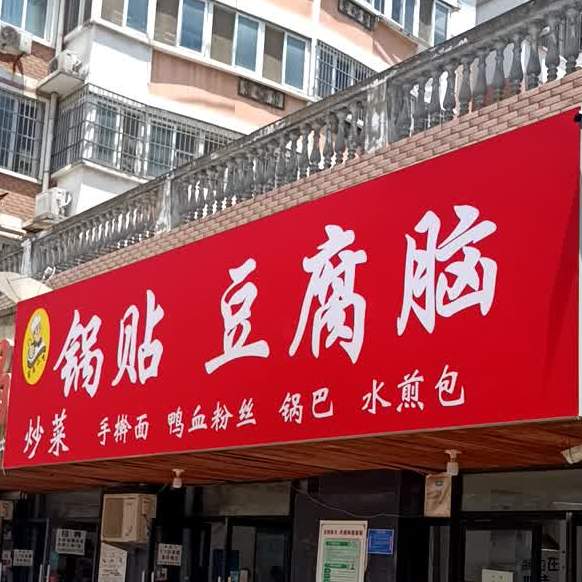 锅贴 豆腐脑
炒菜 手擀面 鸭血粉丝 锅巴 水煎包